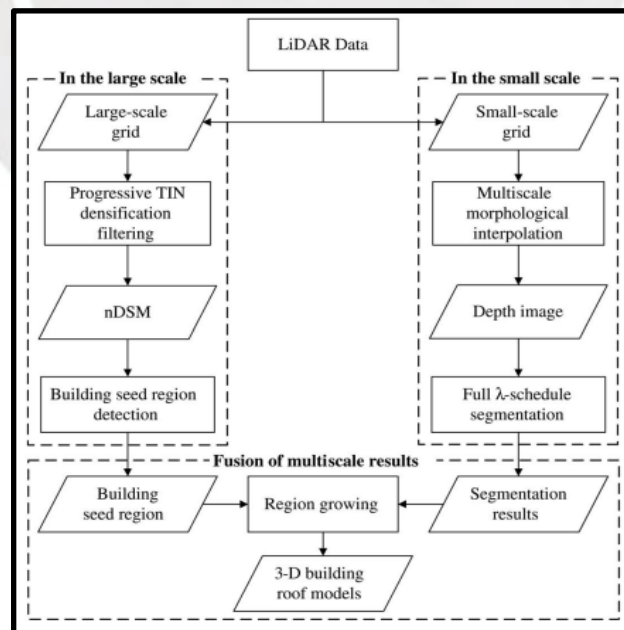 LiDAR Data
In the large scale
In the small scale
Large-scale
grid
Small-scale
grid
Progressive TIN
densification
filtering
Multiscale
morphological
interpolation
nDSM
Depth image
Building seed region
detection
Full λ-schedule
segmentation
Fusion of multiscale results
Building
seed region
Region growing
Segmentation
results
3-D building
roof models